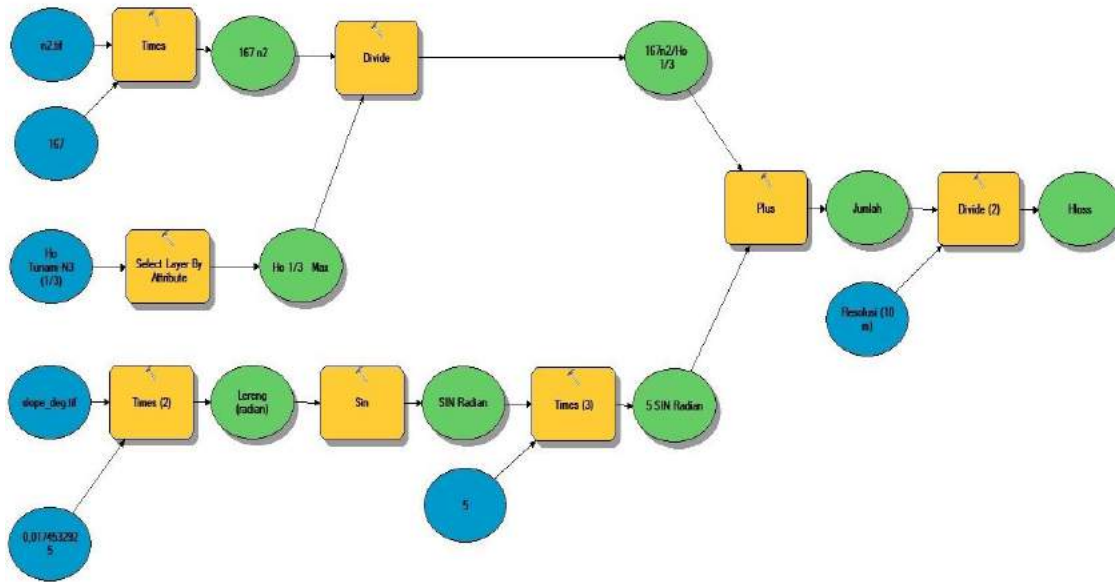 n2.tif
Times
167 n2
Divide
167n2/Ho
1/3
167
Ho
Tunami-N3
(1/3)
Select Layer By
Attribute
Ho 1/3 Max
Plus
Jumlah
Divide (2)
Hloss
Resolusi (10
m)
slope_deg.tif
Times (2)
Lereng
(radian)
Sin
SIN Radian
Times (3)
5 SIN Radian
5
0,017453292
5